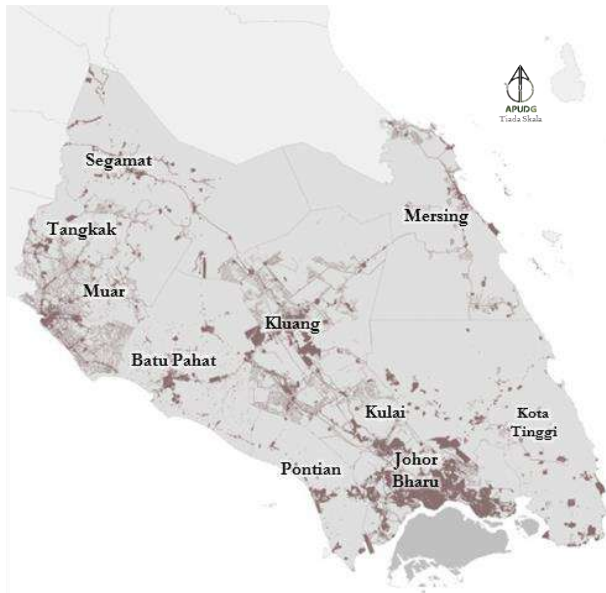 APUDG
Tiada Skala
Segamat
Mersing
Tangkak
Muar
Kluang
Batu Pahat
Kulai
Kota
Tinggi
Johor
Bharu
Pontian